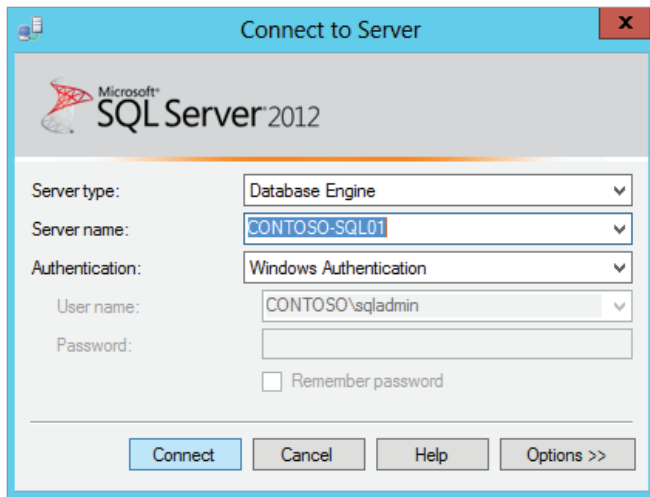 Connect to Server
x
Microsoft®
SQL Server® 2012
Server type: Database Engine
Server name: CONTOSO-SQL01
Authentication: Windows Authentication
User name: CONTOSO\sqladmin
Password:
Remember password
Connect Cancel Help Options >>